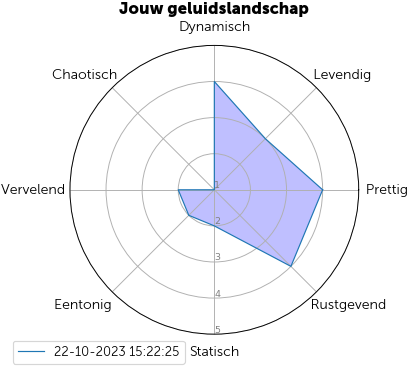 Jouw geluidslandschap
Dynamisch
Chaotisch
Levendig
Vervelend
1
Prettig
2
3
4
Eentonig
Rustgevend
5
22-10-2023 15:22:25
Statisch